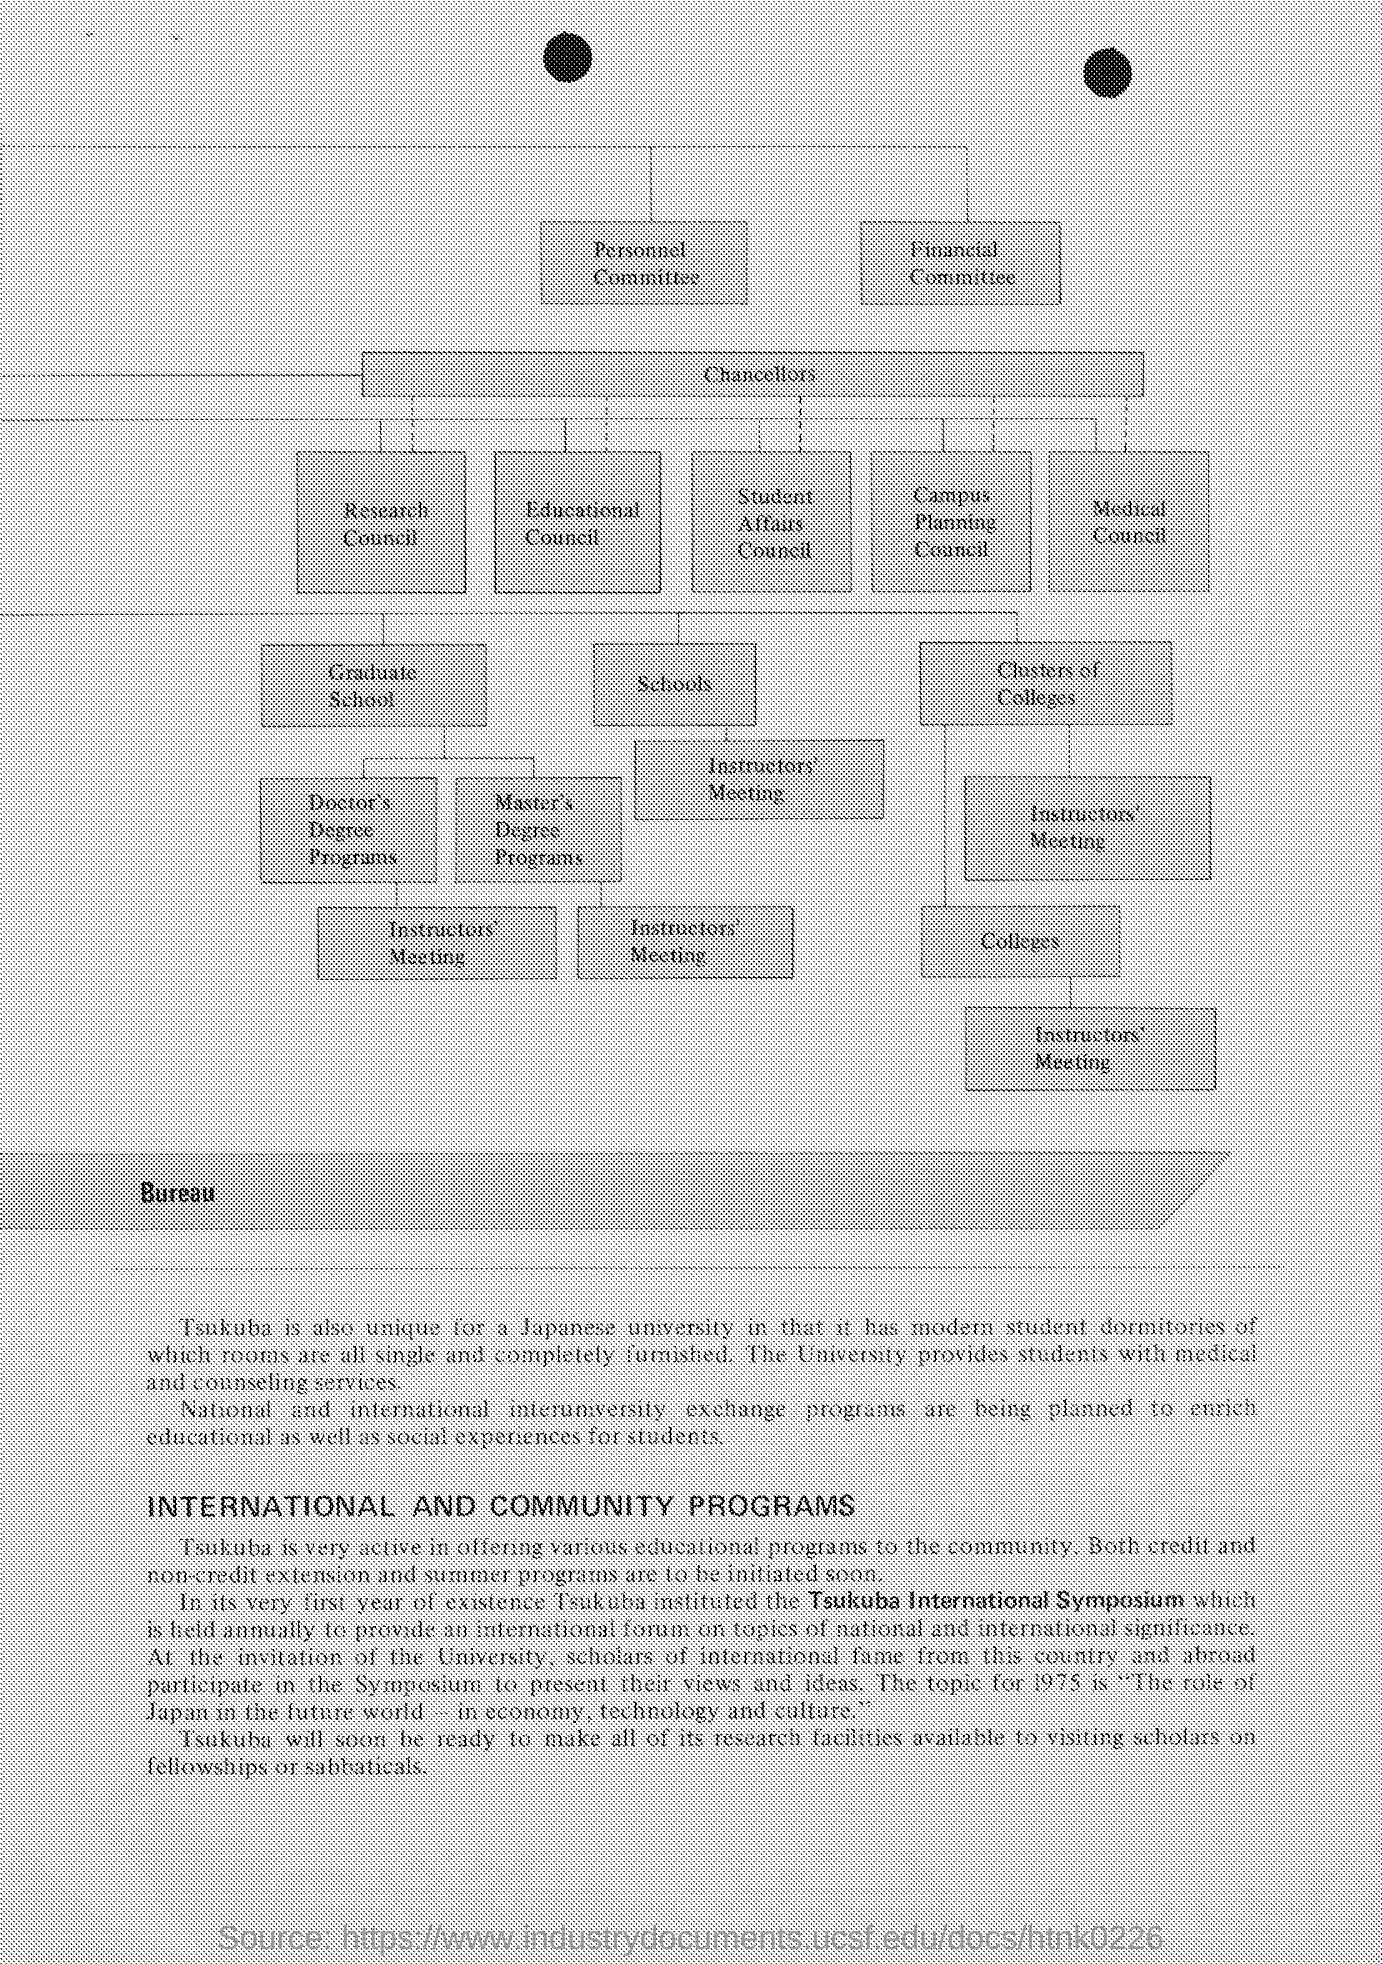 Personnel
Committee
Financial
Committee
Chancellors
Research
Council
Educational
Council
Student
Affairs
Council
Campus
Planning
Council
Medical
Council
Graduate
School
Schools
Clusters of
Colleges
Instructors'
Meeting
Doctor's
Degree
Programs
Master's
Degree
Programs
Instructors'
Meeting
Instructors'
Meeting
Instructors'
Meeting
Colleges
Instructors'
Meeting
Bureau
Tsukuba is also unique for a Japanese university in that it has modern student dormitories of
which rooms are all single and completely furnished. The University provides students with medical
and counseling services.
National and international interuniversity exchange programs are being planned to enrich
educational as well as social experiences for students.
INTERNATIONAL AND COMMUNITY PROGRAMS
Tsukuba is very active in offering various educational programs to the community. Both credit and
non-credit extension and summer programs are to be initiated soon.
In its very first year of existence Tsukuba instituted the Tsukuba International Symposium which
is held annually to provide an international forum on topics of national and international significance.
At the invitation of the University, scholars of international fame from this country and abroad
participate in the Symposium to present their views and ideas. The topic for 1975 is "The role of
Japan in the future world — in economy, technology and culture."
Tsukuba will soon be ready to make all of its research facilities available to visiting scholars on
fellowships or sabbaticals.
Source: https://www.industrydocuments.ucsf.edu/docs/htnk0226